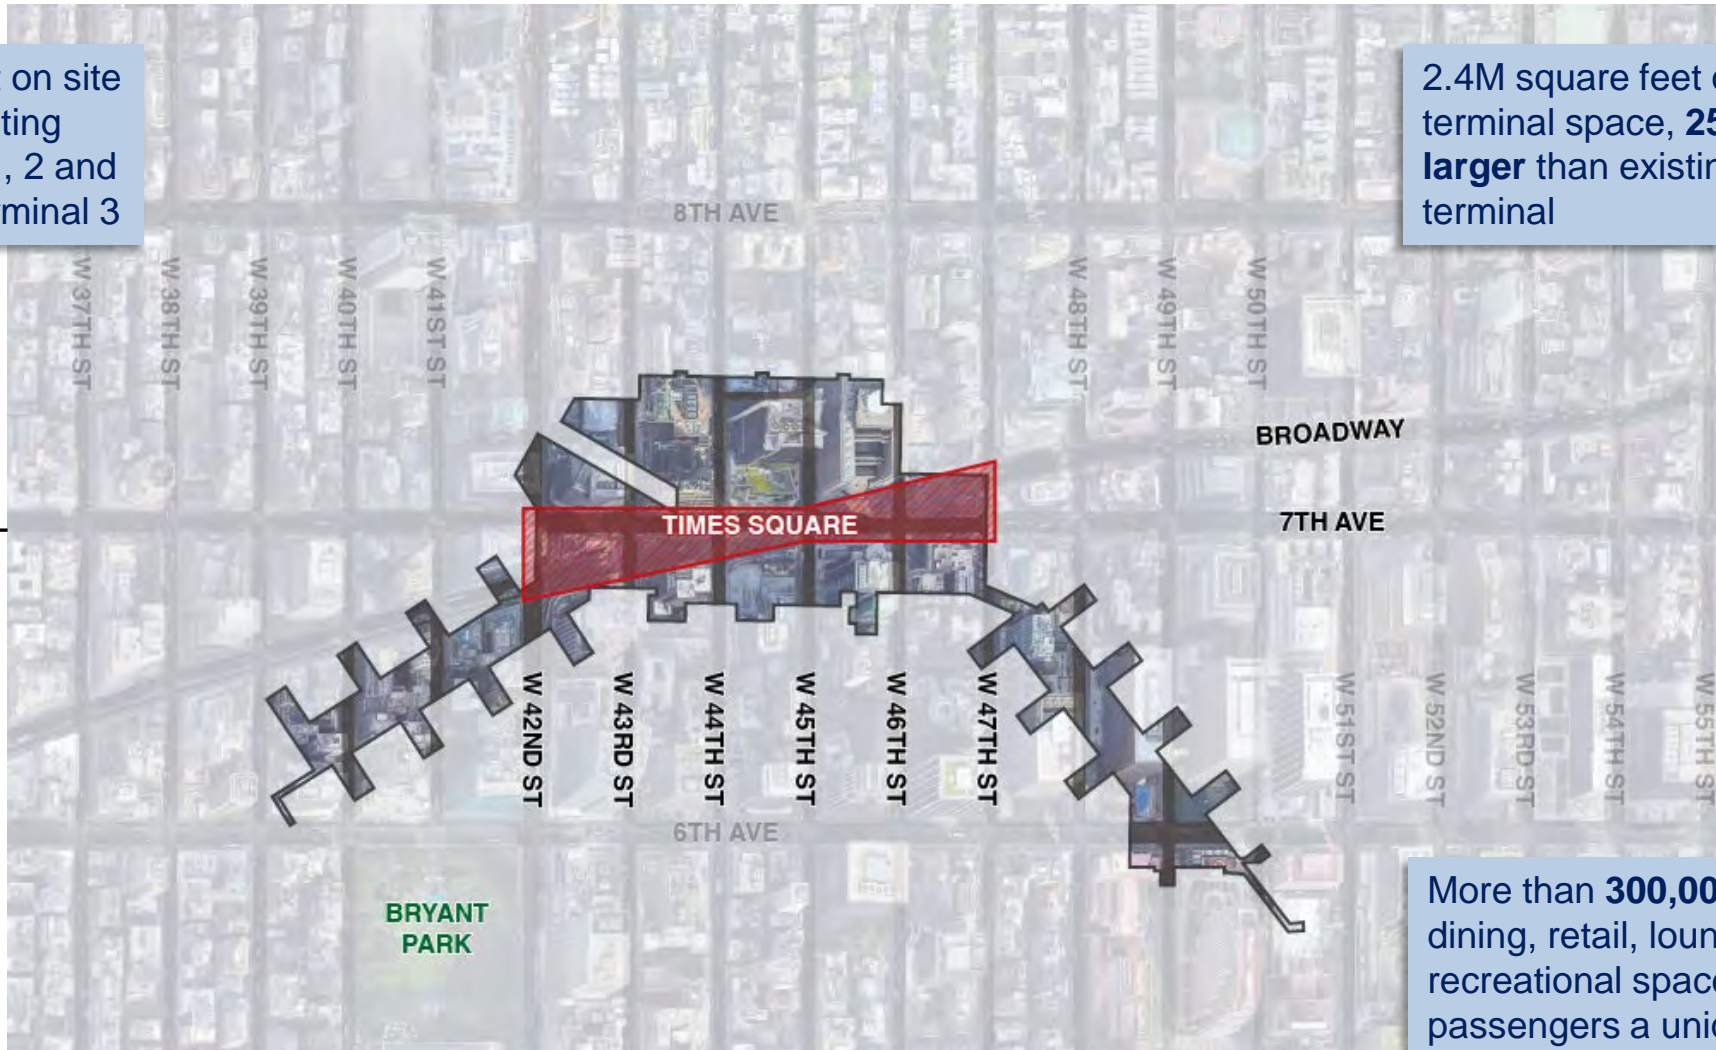 on site
ting
, 2 and
minal 3
2.4M square feet
terminal space, 25
larger than existin
terminal
8TH AVE
W 37TH ST
W 38TH ST
W 39TH ST
W 40TH ST
W 41ST ST
W 48TH ST
W 49TH ST
W 50TH ST
BROADWAY
TIMES SQUARE
7TH AVE
W 42ND ST
W 43RD ST
W 44TH ST
W 45TH ST
W 46TH ST
W 47TH ST
W 51ST ST
W 52ND ST
W 53RD ST
W 54TH ST
W 55TH ST
6TH AVE
BRYANT
PARK
More than 300,00
dining, retail, loun
recreational space
passengers a uniq